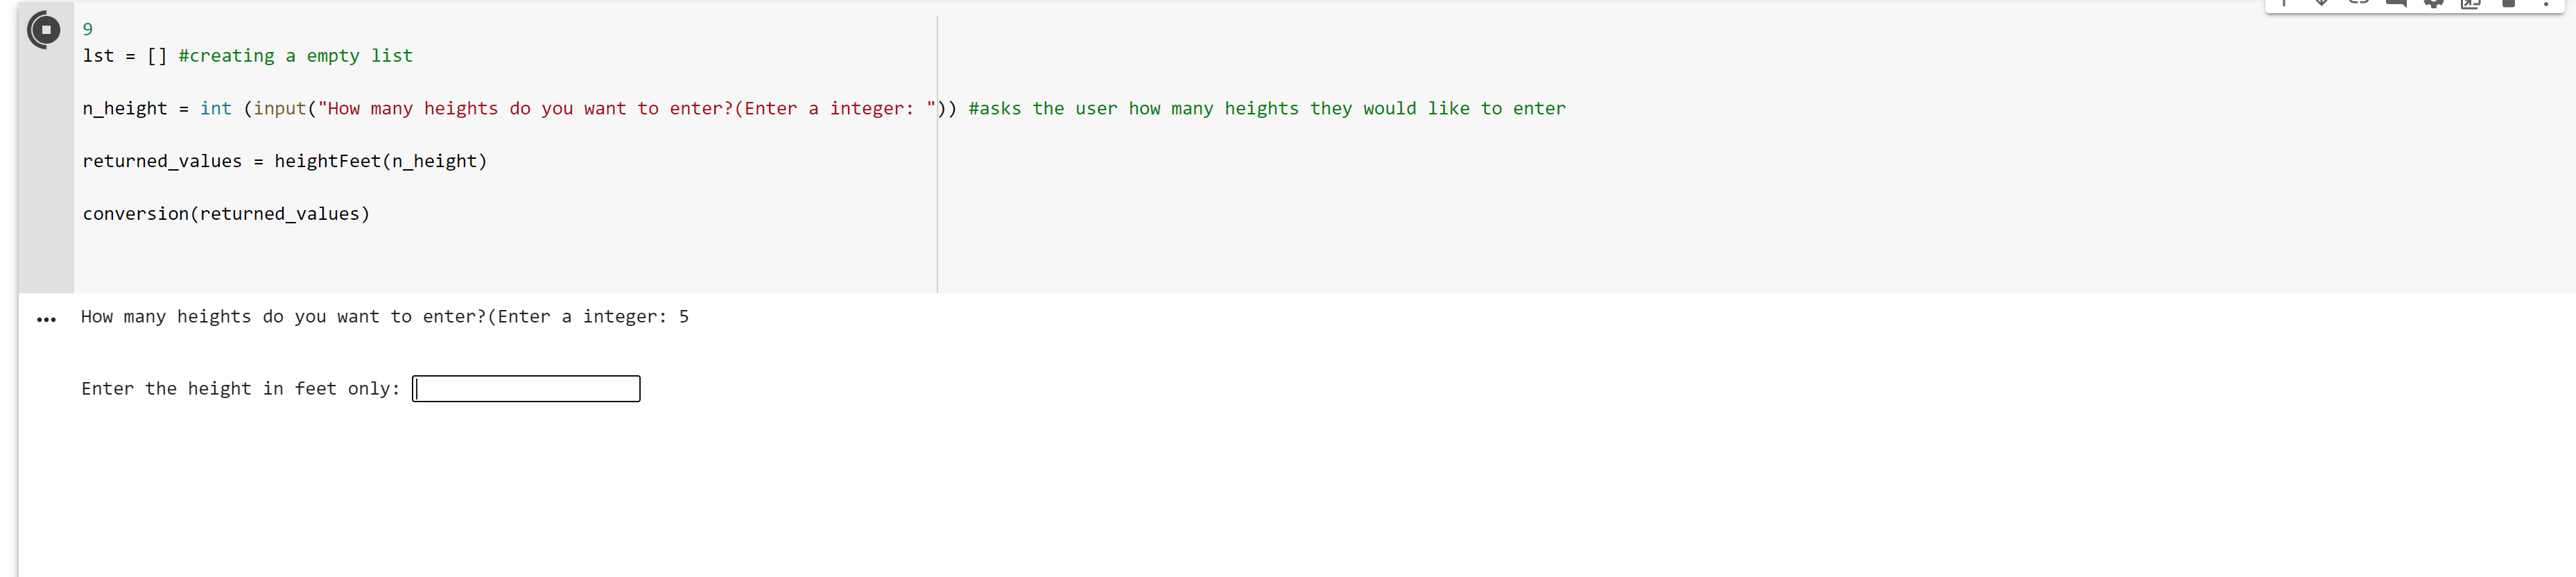 9
lst = [] #creating a empty list
n_height = int (input("How many heights do you want to enter?(Enter a integer: ")) #asks the user how many heights they would like to enter
returned_values = heightFeet(n_height)
conversion(returned_values)
How many heights do you want to enter?(Enter a integer: 5
Enter the height in feet only: